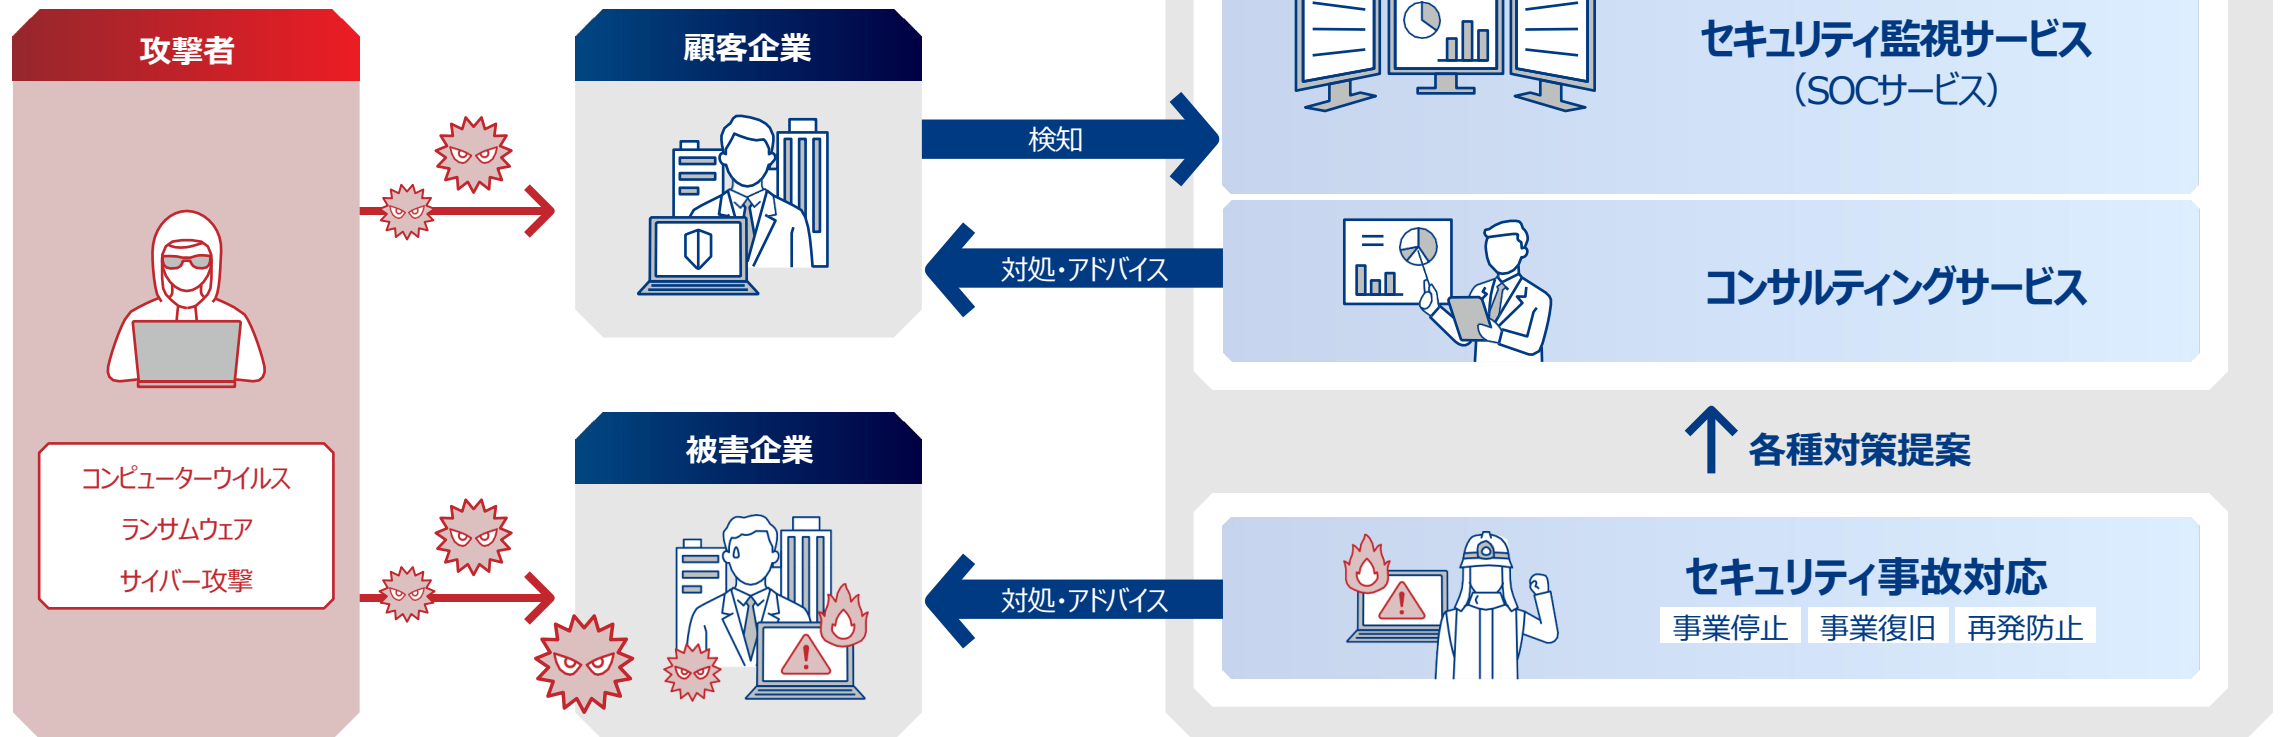 攻撃者
コンピューターウイルス
ランサムウェア
サイバー攻撃
顧客企業
検知
対処・アドバイス
被害企業
対処・アドバイス
セキュリティ監視サービス
（SOCサービス）
コンサルティングサービス
各種対策提案
セキュリティ事故対応
事業停止 事業復旧 再発防止